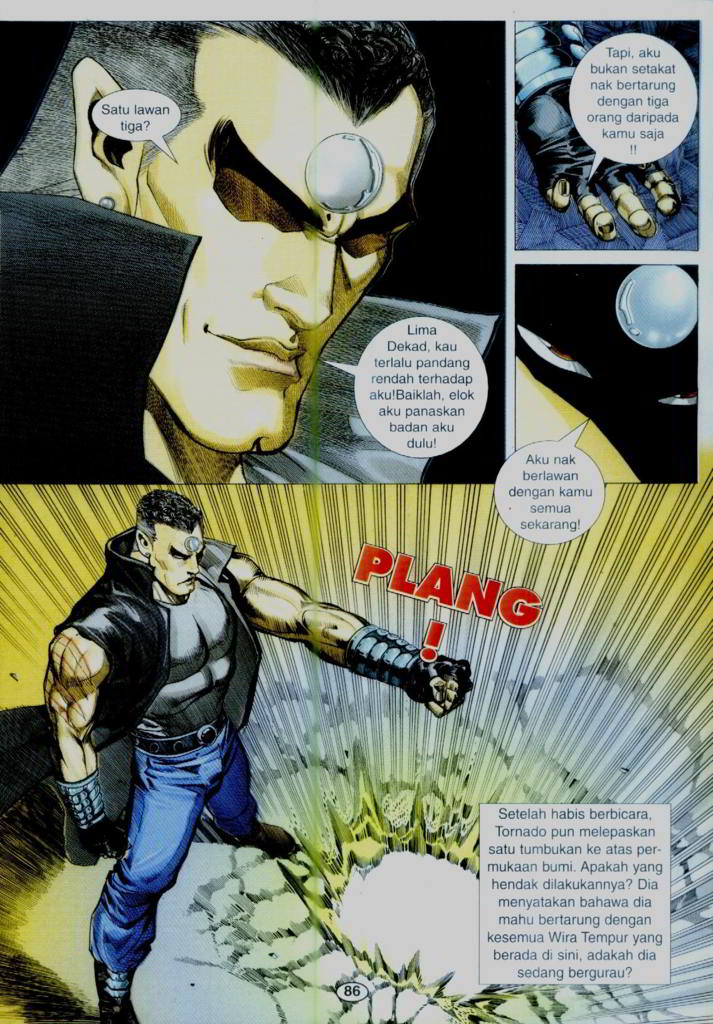 Satu lawan
tiga?
Lima
Dekad, kau
terlalu pandang
rendah terhadap
aku!Baiklah, elok
aku panaskan
badan aku
dulu!
Tapi, aku
bukan setakat
nak bertarung
dengan tiga
orang daripada
kamu saja
!!
Aku nak
berlawan
dengan kamu
semua
sekarang!
PLANG
!
Setelah habis berbicara,
Tornado pun melepaskan
satu tumbukan ke atas per-
mukaan bumi. Apakah yang
hendak dilakukannya? Dia
menyatakan bahawa dia
mahu bertarung dengan
kesemua Wira Tempur yang
berada di sini, adakah dia
sedang bergurau?
86